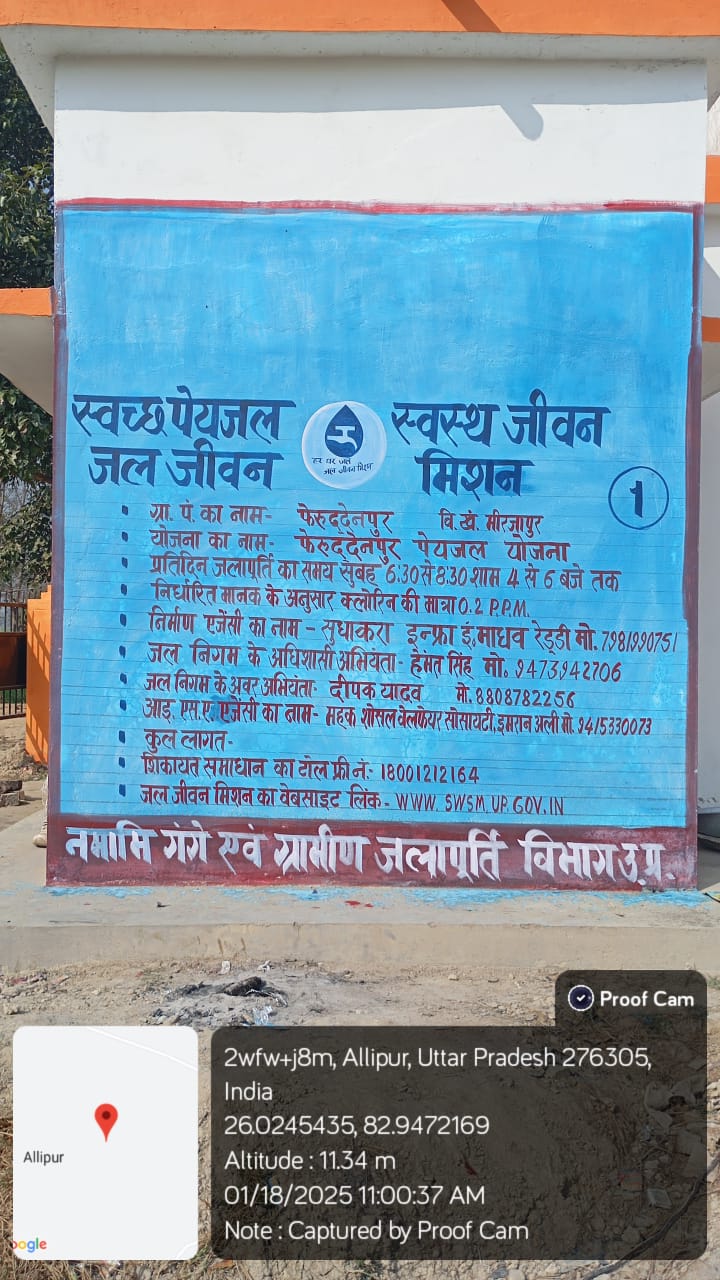 स्वच्छ पेयजल स्वस्थ जीवन
हर घर जल
जल जीवन मिशन
जल जीवन मिशन
1
• ग्रा. पं. का नाम- फेरुद्देनपुर वि.खं. मीरजापुर
• योजना का नाम- फेरुद्देनपुर पेयजल योजना
• प्रतिदिन जलापूर्ति का समय सुबह 6:30 से 8:30 शाम 4 से 6 बजे तक
• निर्धारित मानक के अनुसार क्लोरिन की मात्रा 0.2 P.P.M.
• निर्माण एजेंसी का नाम - सुधाकरा इन्फ्रा इं. माधव रेड्डी मो. 7981990751
• जल निगम के अधिशासी अभियंता- हेमंत सिंह मो. 9473942706
• जल निगम के अवर अभियंता- दीपक यादव मो. 8808782256
• आइ. एस. ए. एजेंसी का नाम- महक शोसल वेलफेयर सोसायटी, इमरान अली मो. 9415330073
• कुल लागत-
• शिकायत समाधान का टोल फ्री नं.- 18001212164
• जल जीवन मिशन का वेबसाइट लिंक- WWW. SWSM. UP. GOV. IN
नमामि गंगे एवं ग्रामीण जलापूर्ति विभाग उ.प्र.
Proof Cam
2wfw+j8m, Allipur, Uttar Pradesh 276305,
India
26.0245435, 82.9472169
Altitude : 11.34 m
01/18/2025 11:00:37 AM
Note : Captured by Proof Cam
Allipur
ogle